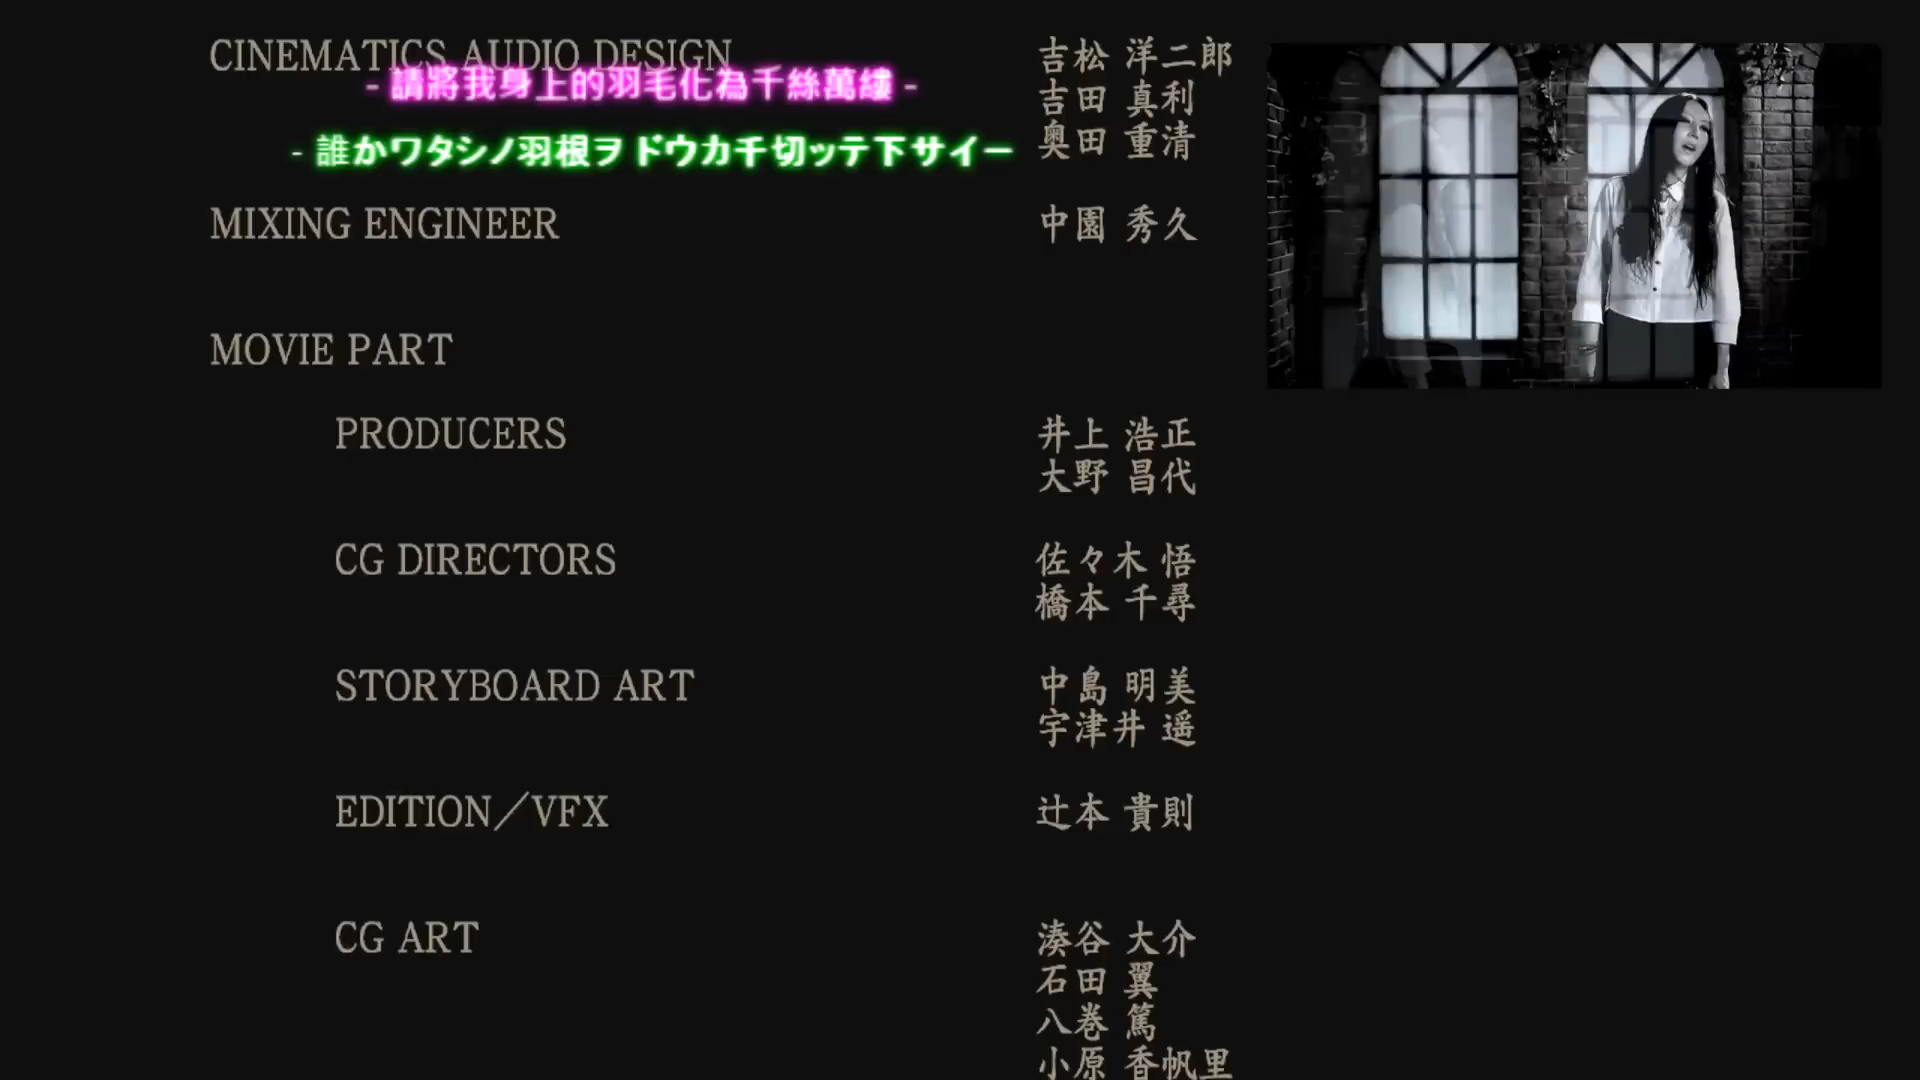 CINEMATICS AUDIO DESIGN 吉松 洋二郎
- 請將我身上的羽毛化為千絲萬縷 -
吉田 真利
- 誰かワタシノ羽根ヲ ドウカ千切ッテ下サイー
奥田 重清
MIXING ENGINEER 中園 秀久
MOVIE PART
PRODUCERS 井上 浩正
大野 昌代
CG DIRECTORS 佐々木 悟
橋本 千尋
STORYBOARD ART 中島 明美
宇津井 遥
EDITION／VFX 辻本 貴則
CG ART 湊谷 大介
石田 翼
八巻 篤
小原 香帆里